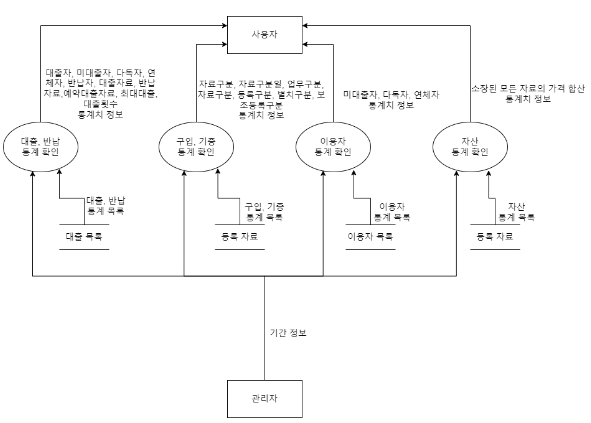 사용자
대출자, 미대출자, 다독자, 연
체자, 반납자, 대출자료, 반납
자료,예약대출자료, 최대대출,
대출횟수
통계치 정보
자료구분, 자료구분일, 업무구분,
자료구분, 등록구분, 별치구분, 보
조등록구분
통계치 정보
미대출자, 다독자, 연체자
통계치 정보
소장된 모든 자료의 가격 합산
통계치 정보
대출, 반납
통계 확인
구입, 기증
통계 확인
이용자
통계 확인
자산
통계 확인
대출, 반납
통계 목록
구입, 기증
통계 목록
이용자
통계 목록
자산
통계 목록
대출 목록
등록 자료
이용자 목록
등록 자료
기간 정보
관리자